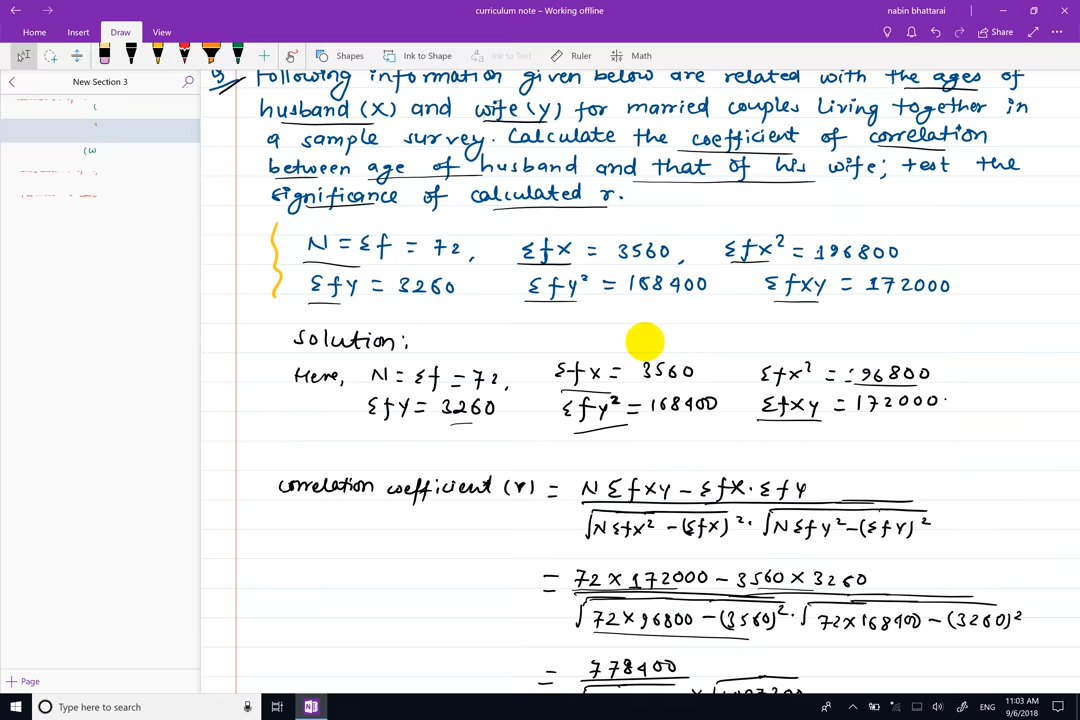 curriculum note – Working offline
nabin bhattarai
Home Insert Draw View
Share
Shapes Ink to Shape Ink to Text Ruler Math
New Section 3
Following information given below are related with the ages of
husband (X) and wife (Y) for married couples living together in
a sample survey. Calculate the coefficient of correlation
between age of husband and that of his wife; test the
significance of calculated r.
N = Σf = 72, Σfx = 3560, Σfx² = 196800
Σfy = 3260 Σfy² = 168400 Σfxy = 172000
Solution:
Here, N = Σf = 72, Σfx = 3560 Σfx² = 196800
Σfy = 3260 Σfy² = 168400 Σfxy = 172000.
correlation coefficient (r) = N Σfxy – Σfx. Σfy
√NΣfx² – (Σfx)² . √NΣfy² – (Σfy)²
= 72 × 172000 – 3560 × 3260
√72×96800 – (3560)² . √72×168400 – (3260)²
= 778400
+ Page
Type here to search
ENG
11:03 AM
9/6/2018